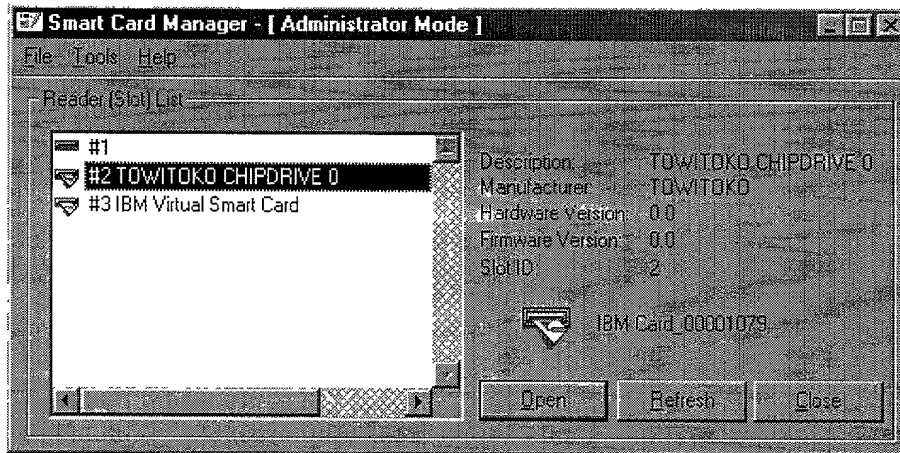 Smart Card Manager - [ Administrator Mode ]
File Tools Help
Reader (Slot) List
#1
#2 TOWITOKO CHIPDRIVE 0
#3 IBM Virtual Smart Card
Description: TOWITOKO CHIPDRIVE 0
Manufacturer: TOWITOKO
Hardware Version: 0.0
Firmware Version: 0.0
Slot ID: 2
IBM Card_00001079
Open Refresh Close